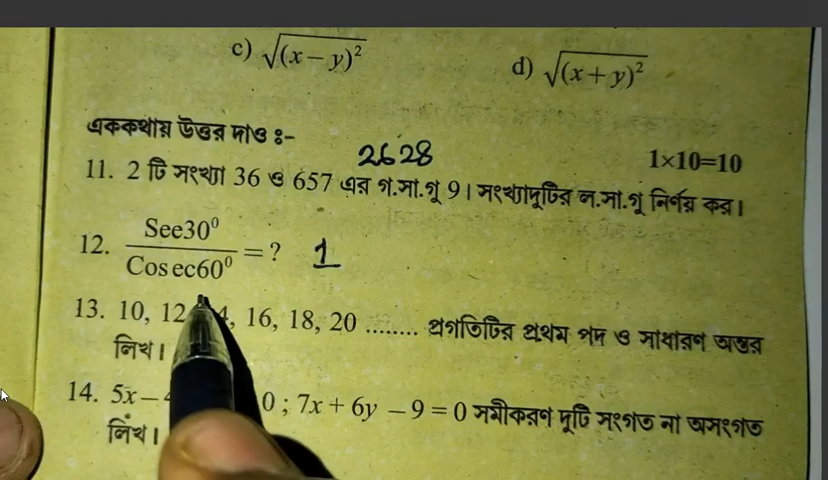 c) √(x − y)²
d) √(x + y)²
এককথায় উত্তর দাও ঃ-
1×10=10
2628
11. 2 টি সংখ্যা 36 ও 657 এর গ.সা.গূ 9। সংখ্যাদুটির ল.সা.গূ নির্ণয় কর।
12. See30⁰ / Cosec60⁰ = ? 1
13. 10, 12, 4, 16, 18, 20 ........ প্রগতিটির প্রথম পদ ও সাধারণ অন্তর
লিখ।
14. 5x− 0 ; 7x + 6y − 9 = 0 সমীকরণ দুটি সংগত না অসংগত
লিখ।